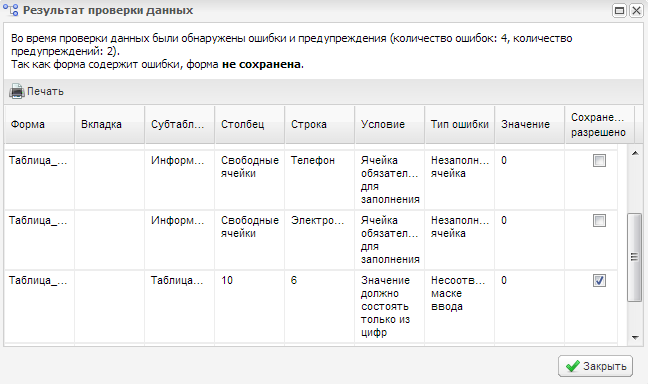 Результат проверки данных
Во время проверки данных были обнаружены ошибки и предупреждения (количество ошибок: 4, количество
предупреждений: 2).
Так как форма содержит ошибки, форма не сохранена.
Печать
Форма Вкладка Субтабл... Столбец Строка Условие Тип ошибки Значение Сохране...
разрешено
Таблица_... Информ... Свободные Телефон Ячейка Незаполн... 0
ячейки обязател... ячейка
для
заполнения
Таблица_... Информ... Свободные Электро... Ячейка Незаполн... 0
ячейки обязател... ячейка
для
заполнения
Таблица_... Таблица... 10 6 Значение Несоотв... 0
должно маске
состоять ввода
только из
цифр
Закрыть